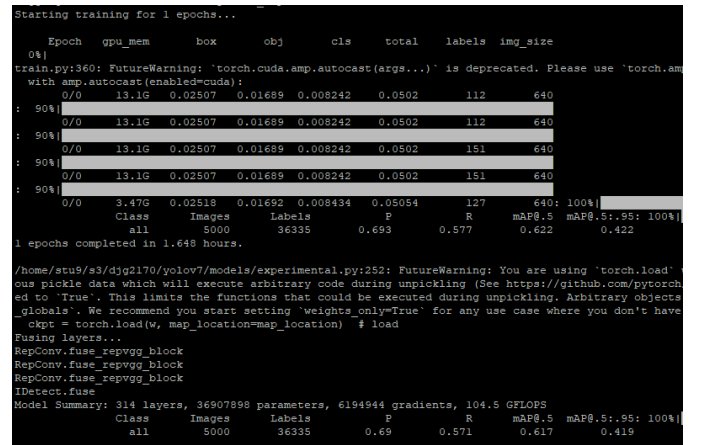 Starting training for 1 epochs...
Epoch gpu_mem box obj cls total labels img_size
0%|
train.py:360: FutureWarning: `torch.cuda.amp.autocast(args...)` is deprecated. Please use `torch.am
with amp.autocast(enabled=cuda):
0/0 13.1G 0.02507 0.01689 0.008242 0.0502 112 640
: 90%|
0/0 13.1G 0.02507 0.01689 0.008242 0.0502 112 640
: 90%|
0/0 13.1G 0.02507 0.01689 0.008242 0.0502 151 640
: 90%|
0/0 13.1G 0.02507 0.01689 0.008242 0.0502 151 640
: 90%|
0/0 3.47G 0.02518 0.01692 0.008434 0.05054 127 640: 100%|
Class Images Labels P R mAP@.5 mAP@.5:.95: 100%|
all 5000 36335 0.693 0.577 0.622 0.422
1 epochs completed in 1.648 hours.
/home/stu9/s3/djg2170/yolov7/models/experimental.py:252: FutureWarning: You are using `torch.load`
ous pickle data which will execute arbitrary code during unpickling (See https://github.com/pytorch
ed to `True`. This limits the functions that could be executed during unpickling. Arbitrary objects
_globals`. We recommend you start setting `weights_only=True` for any use case where you don't have
ckpt = torch.load(w, map_location=map_location) # load
Fusing layers...
RepConv.fuse_repvgg_block
RepConv.fuse_repvgg_block
RepConv.fuse_repvgg_block
IDetect.fuse
Model Summary: 314 layers, 36907898 parameters, 6194944 gradients, 104.5 GFLOPS
Class Images Labels P R mAP@.5 mAP@.5:.95: 100%|
all 5000 36335 0.69 0.571 0.617 0.419